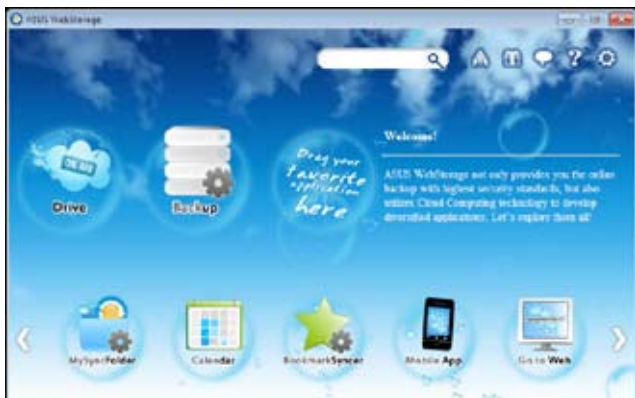 ASUS WebStorage
ON AIR
Drive
Backup
Drag your
favorite
application
here
Welcome!
ASUS WebStorage not only provides you the online
backup with highest security standards, but also
utilizes Cloud Computing technology to develop
diversified applications. Let's explore them all!
MySyncFolder
Calendar
BookmarkSyncer
Mobile App
Go to Web